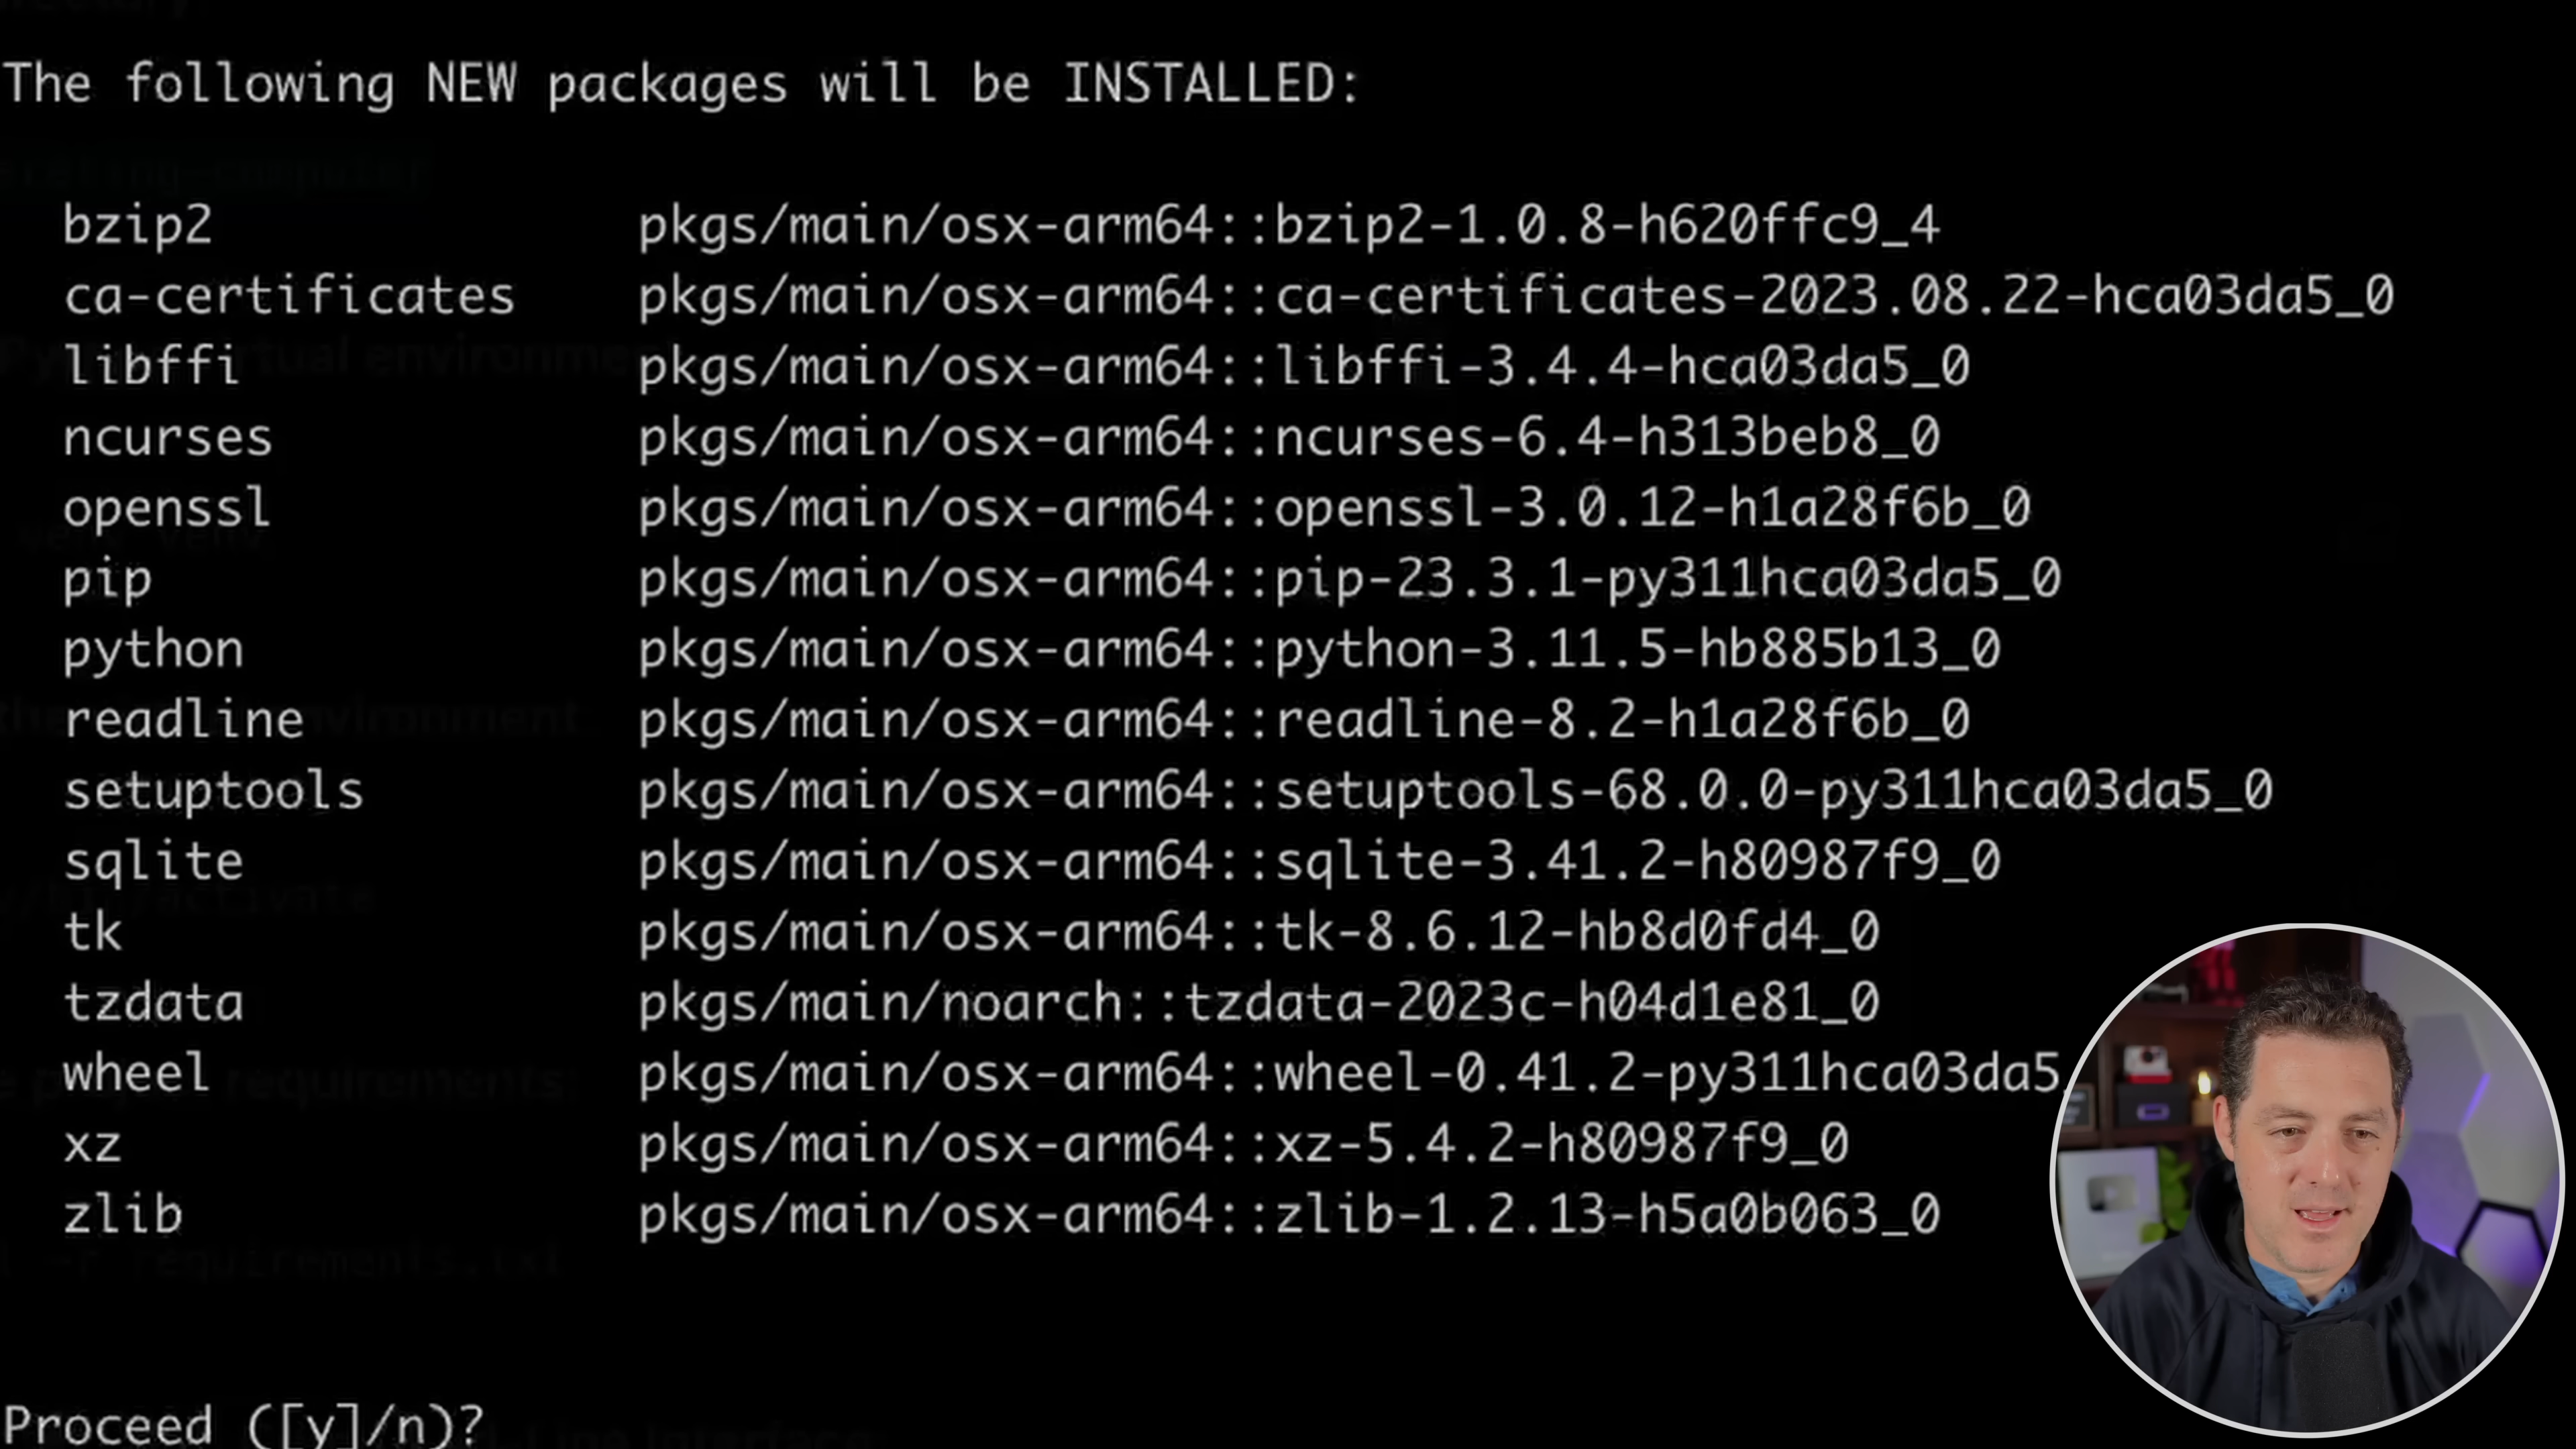 The following NEW packages will be INSTALLED:
bzip2 pkgs/main/osx-arm64::bzip2-1.0.8-h620ffc9_4
ca-certificates pkgs/main/osx-arm64::ca-certificates-2023.08.22-hca03da5_0
libffi pkgs/main/osx-arm64::libffi-3.4.4-hca03da5_0
ncurses pkgs/main/osx-arm64::ncurses-6.4-h313beb8_0
openssl pkgs/main/osx-arm64::openssl-3.0.12-h1a28f6b_0
pip pkgs/main/osx-arm64::pip-23.3.1-py311hca03da5_0
python pkgs/main/osx-arm64::python-3.11.5-hb885b13_0
readline pkgs/main/osx-arm64::readline-8.2-h1a28f6b_0
setuptools pkgs/main/osx-arm64::setuptools-68.0.0-py311hca03da5_0
sqlite pkgs/main/osx-arm64::sqlite-3.41.2-h80987f9_0
tk pkgs/main/osx-arm64::tk-8.6.12-hb8d0fd4_0
tzdata pkgs/main/noarch::tzdata-2023c-h04d1e81_0
wheel pkgs/main/osx-arm64::wheel-0.41.2-py311hca03da5
xz pkgs/main/osx-arm64::xz-5.4.2-h80987f9_0
zlib pkgs/main/osx-arm64::zlib-1.2.13-h5a0b063_0
Proceed ([y]/n)?